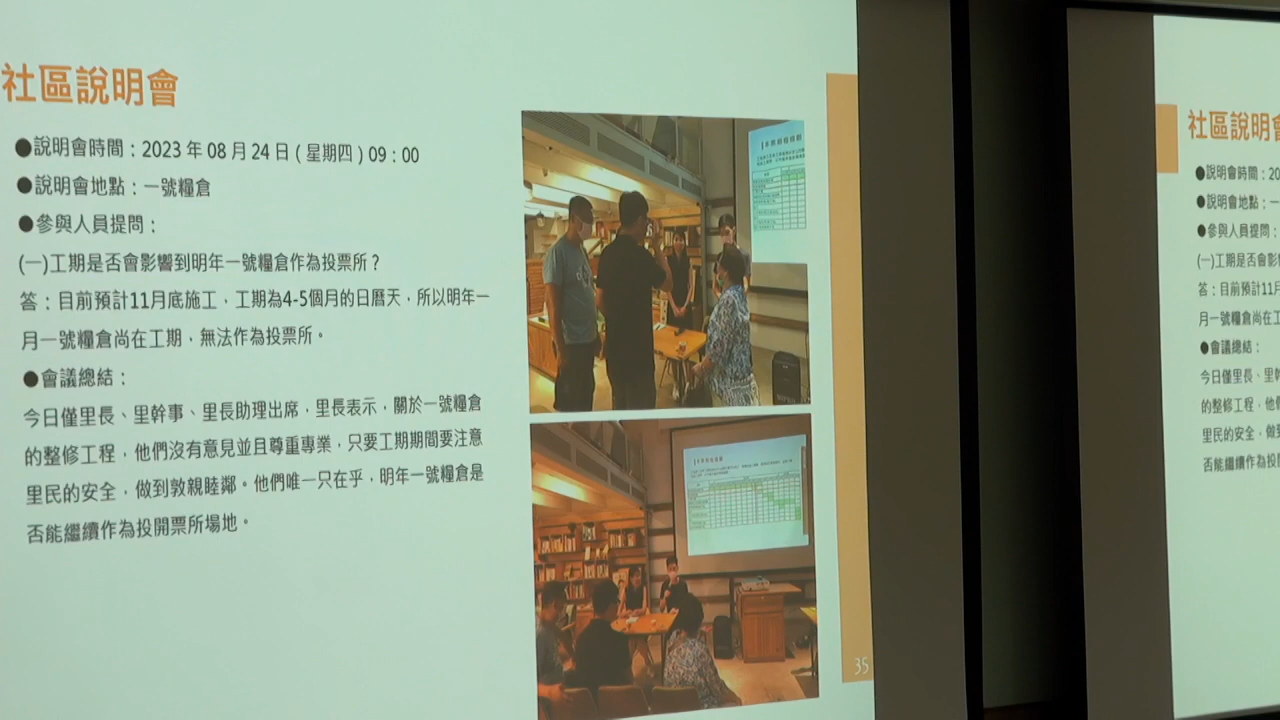 社區說明會
●說明會時間：2023 年 08 月 24 日 ( 星期四 ) 09：00
●說明會地點：一號糧倉
●參與人員提問：
(一)工期是否會影響到明年一號糧倉作為投票所？
答：目前預計11月底施工，工期為4-5個月的日曆天，所以明年一
月一號糧倉尚在工期，無法作為投票所。
●會議總結：
今日僅里長、里幹事、里長助理出席，里長表示，關於一號糧倉
的整修工程，他們沒有意見並且尊重專業，只要工期期間要注意
里民的安全，做到敦親睦鄰。他們唯一只在乎，明年一號糧倉是
否能繼續作為投開票所場地。
35
社區說明會
●說明會時間：20
●說明會地點：一
●參與人員提問：
(一)工期是否會影
答：目前預計11月
月一號糧倉尚在工
●會議總結：
今日僅里長、里幹
的整修工程，他們
里民的安全，做到
否能繼續作為投開